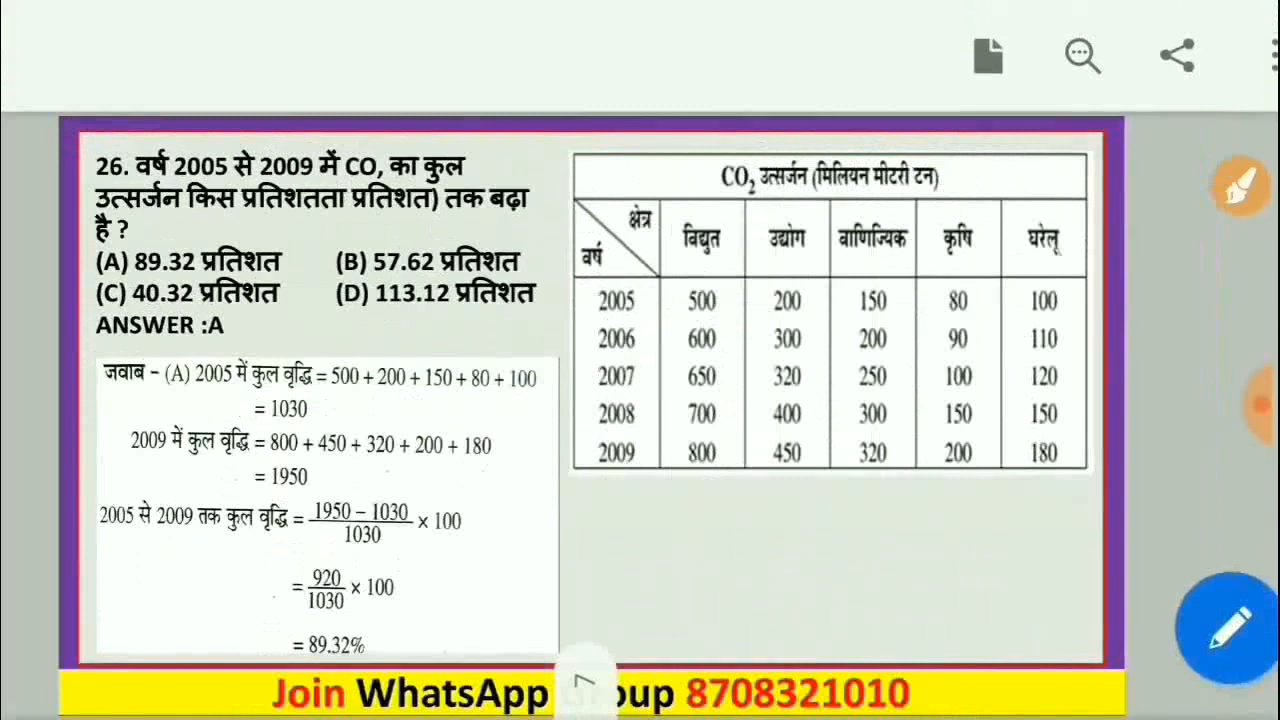 26. वर्ष 2005 से 2009 में CO, का कुल
उत्सर्जन किस प्रतिशतता प्रतिशत) तक बढ़ा
है ?
(A) 89.32 प्रतिशत (B) 57.62 प्रतिशत
(C) 40.32 प्रतिशत (D) 113.12 प्रतिशत
ANSWER :A
जवाब – (A) 2005 में कुल वृद्धि = 500 + 200 + 150 + 80 + 100
= 1030
2009 में कुल वृद्धि = 800 + 450 + 320 + 200 + 180
= 1950
2005 से 2009 तक कुल वृद्धि = 1950 – 1030 / 1030 × 100
= 920 / 1030 × 100
= 89.32%
CO₂ उत्सर्जन (मिलियन मीटरी टन)
क्षेत्र वर्ष विद्युत उद्योग वाणिज्यिक कृषि घरेलू
2005 500 200 150 80 100
2006 600 300 200 90 110
2007 650 320 250 100 120
2008 700 400 300 150 150
2009 800 450 320 200 180
Join WhatsApp Group 8708321010